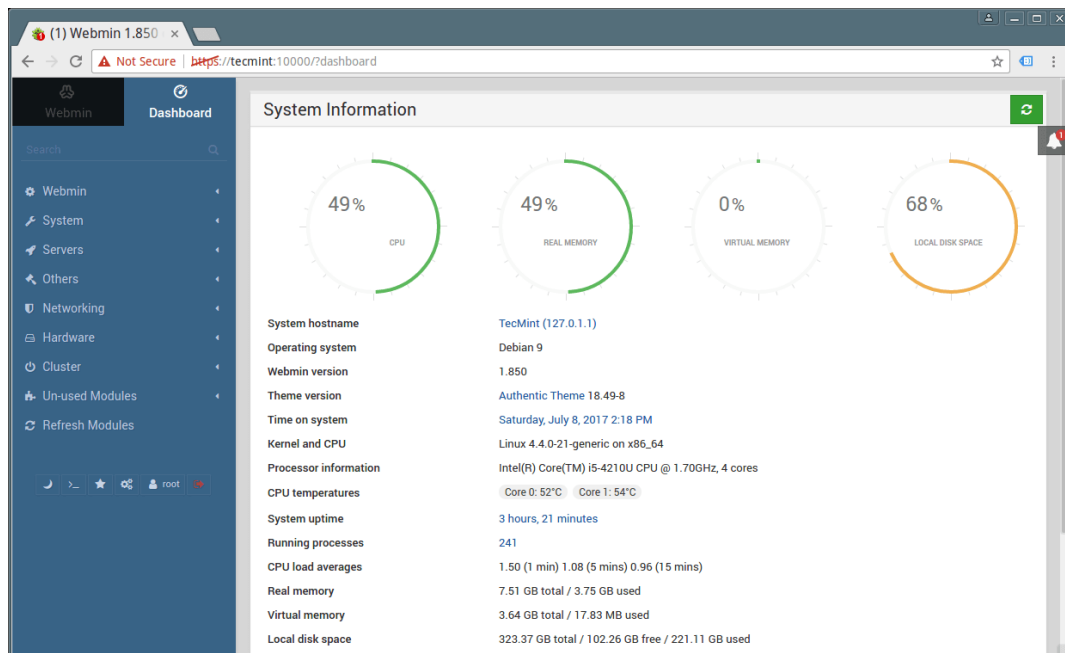 (1) Webmin 1.850
Not Secure | https://tecmint:10000/?dashboard
Webmin
Dashboard
Search
Webmin
System
Servers
Others
Networking
Hardware
Cluster
Un-used Modules
Refresh Modules
>_ root
System Information
1
49%
CPU
49%
REAL MEMORY
0%
VIRTUAL MEMORY
68%
LOCAL DISK SPACE
System hostname TecMint (127.0.1.1)
Operating system Debian 9
Webmin version 1.850
Theme version Authentic Theme 18.49-8
Time on system Saturday, July 8, 2017 2:18 PM
Kernel and CPU Linux 4.4.0-21-generic on x86_64
Processor information Intel(R) Core(TM) i5-4210U CPU @ 1.70GHz, 4 cores
CPU temperatures Core 0: 52°C Core 1: 54°C
System uptime 3 hours, 21 minutes
Running processes 241
CPU load averages 1.50 (1 min) 1.08 (5 mins) 0.96 (15 mins)
Real memory 7.51 GB total / 3.75 GB used
Virtual memory 3.64 GB total / 17.83 MB used
Local disk space 323.37 GB total / 102.26 GB free / 221.11 GB used